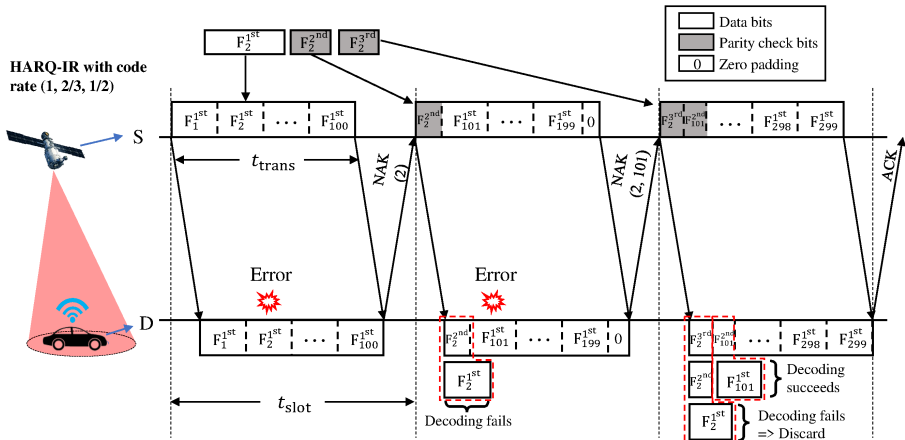 Data bits
Parity check bits
0 Zero padding
F₂^1st F₂^2nd F₂^3rd
HARQ-IR with code
rate (1, 2/3, 1/2)
S
F₁^1st F₂^1st ⋯ F₁₀₀^1st
F₂^2nd F₁₀₁^1st ⋯ F₁₉₉^1st 0
F₂^3rd F₁₀₁^2nd ⋯ F₂₉₈^1st F₂₉₉^1st
t_trans
NAK
(2)
NAK
(2, 101)
ACK
Error
Error
D
F₁^1st F₂^1st ⋯ F₁₀₀^1st
F₂^2nd F₁₀₁^1st ⋯ F₁₉₉^1st 0
F₂^3rd F₁₀₁^2nd ⋯ F₂₉₈^1st F₂₉₉^1st
F₂^1st
F₂^2nd F₁₀₁^1st
Decoding
succeeds
t_slot
Decoding fails
F₂^1st
Decoding fails
=> Discard